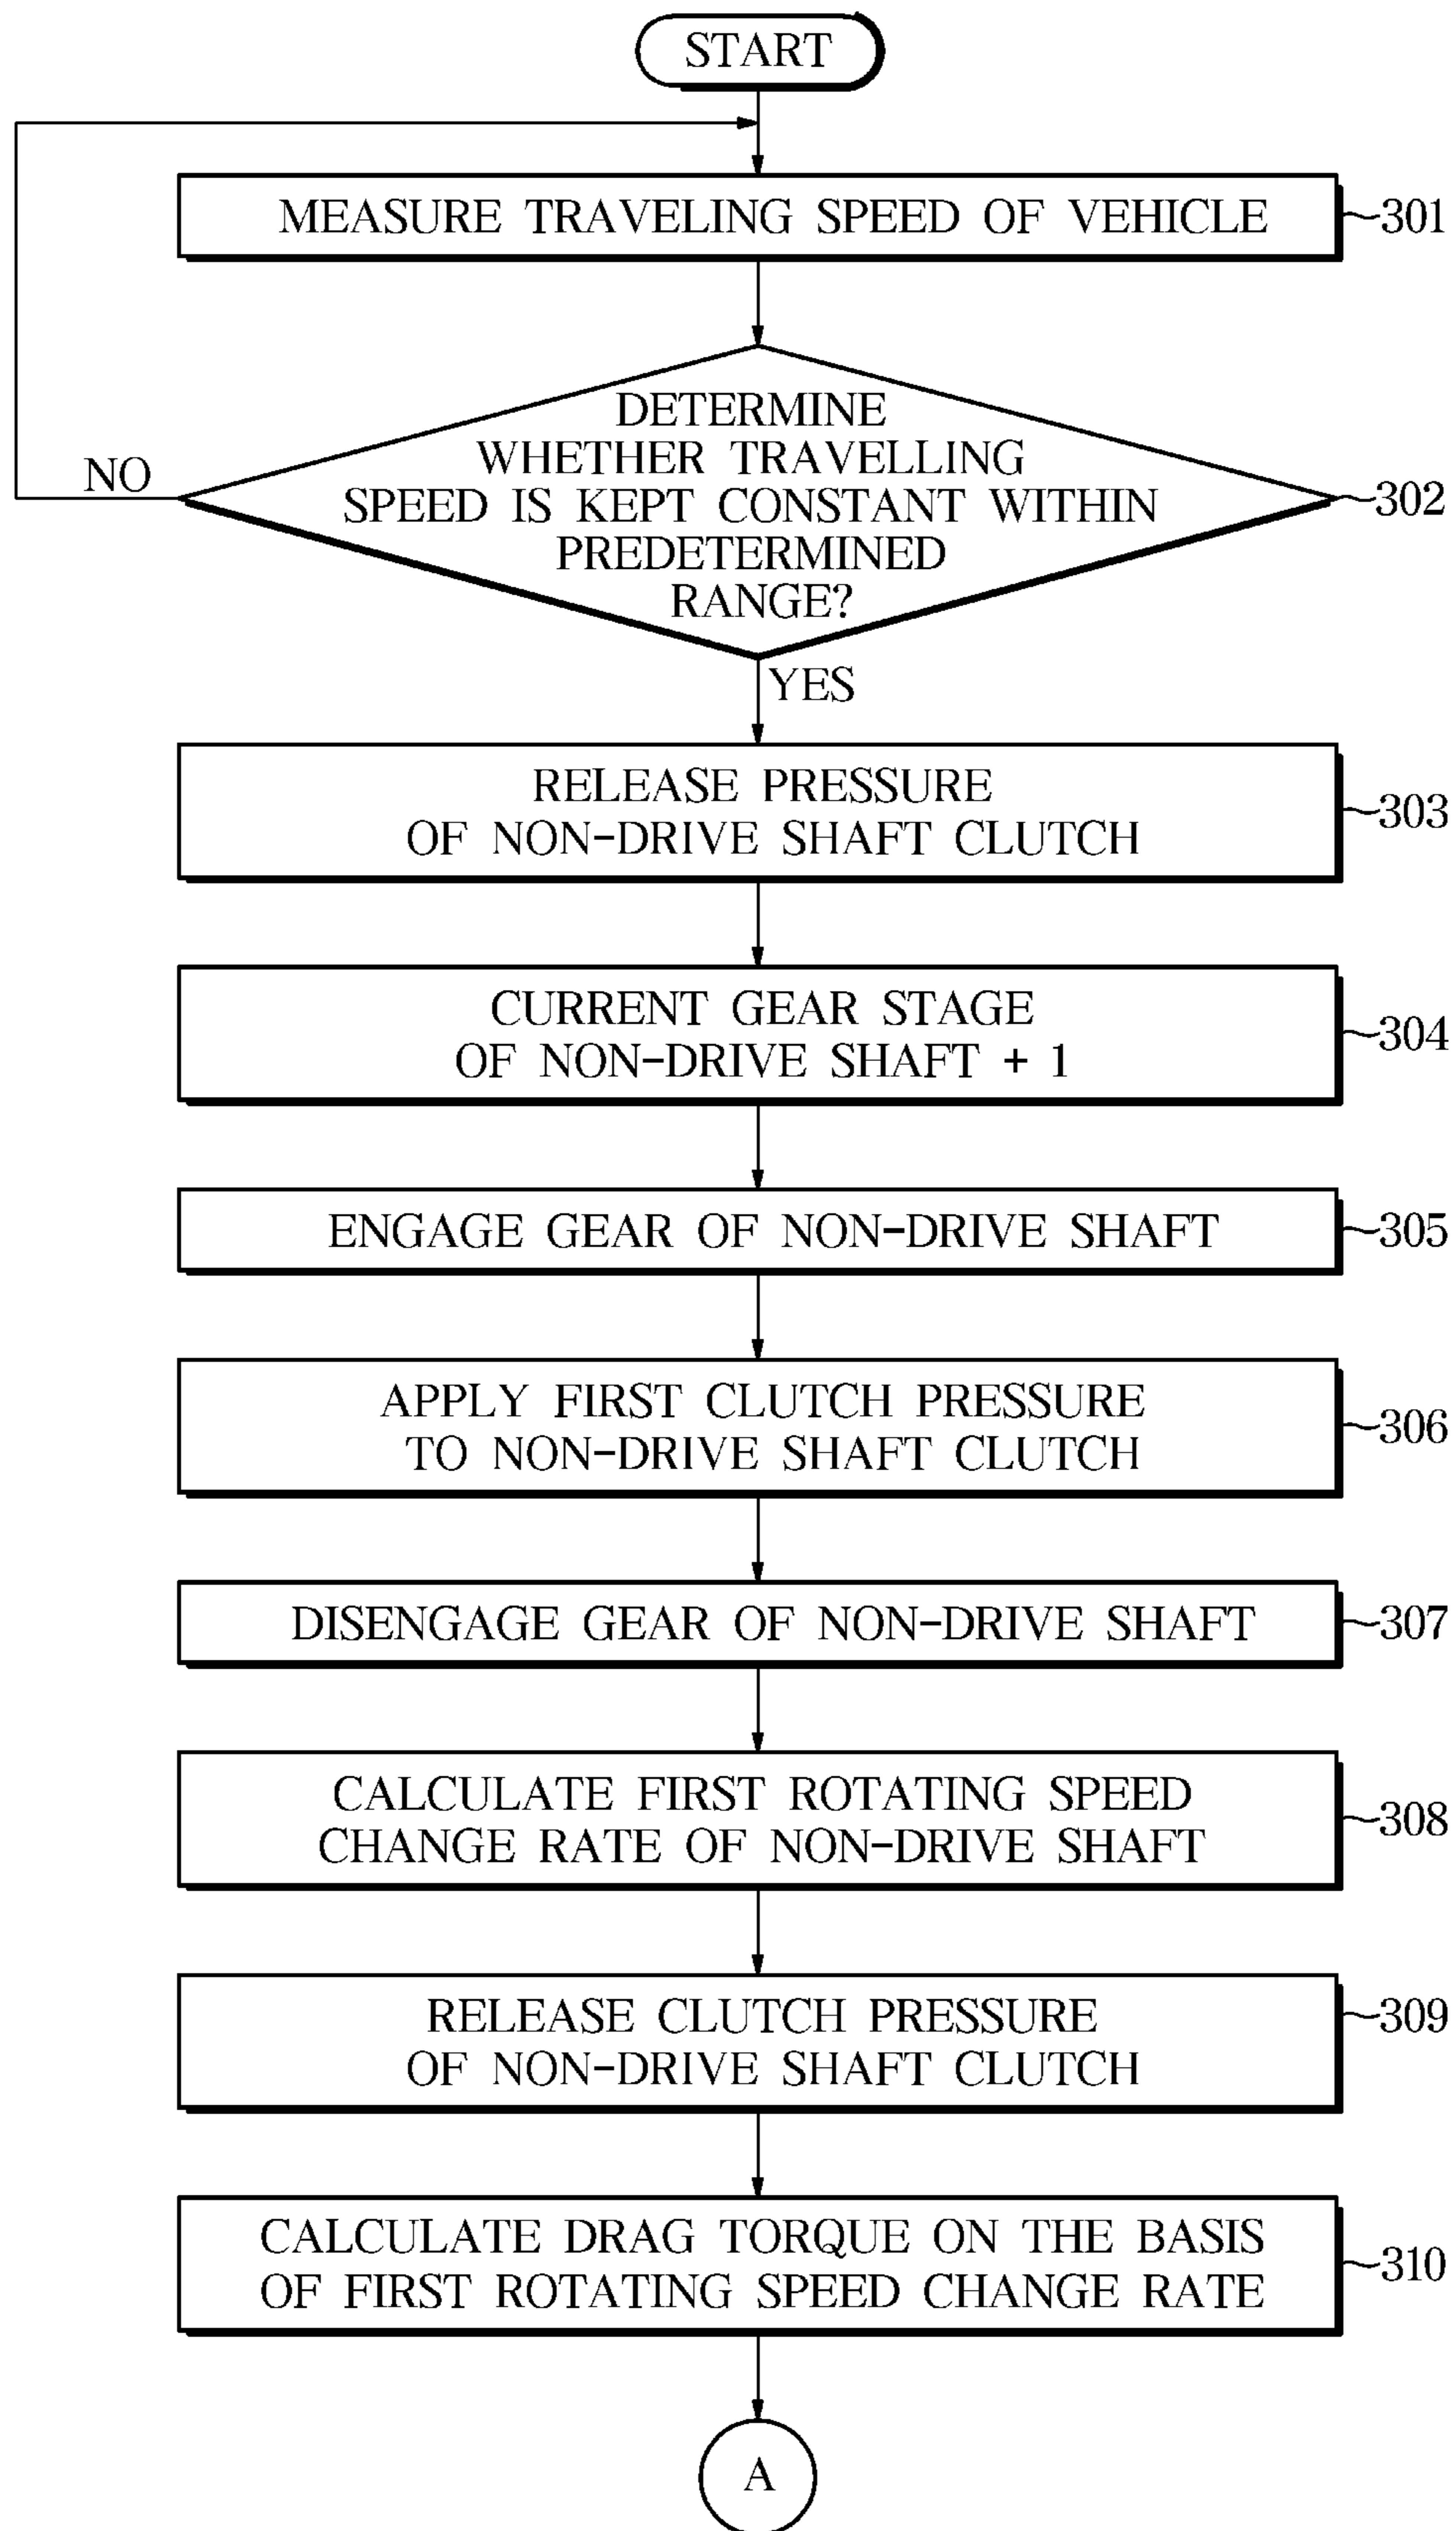 START
MEASURE TRAVELING SPEED OF VEHICLE
301
DETERMINE
WHETHER TRAVELLING
SPEED IS KEPT CONSTANT WITHIN
PREDETERMINED
RANGE?
302
NO
YES
RELEASE PRESSURE
OF NON-DRIVE SHAFT CLUTCH
303
CURRENT GEAR STAGE
OF NON-DRIVE SHAFT + 1
304
ENGAGE GEAR OF NON-DRIVE SHAFT
305
APPLY FIRST CLUTCH PRESSURE
TO NON-DRIVE SHAFT CLUTCH
306
DISENGAGE GEAR OF NON-DRIVE SHAFT
307
CALCULATE FIRST ROTATING SPEED
CHANGE RATE OF NON-DRIVE SHAFT
308
RELEASE CLUTCH PRESSURE
OF NON-DRIVE SHAFT CLUTCH
309
CALCULATE DRAG TORQUE ON THE BASIS
OF FIRST ROTATING SPEED CHANGE RATE
310
A